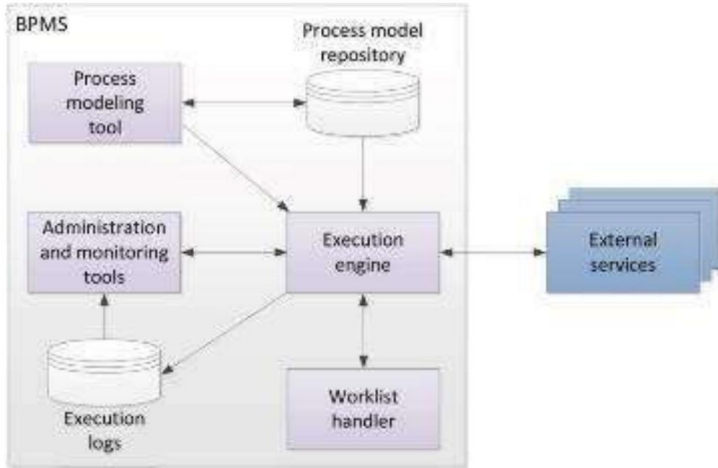 BPMS
Process model
repository
Process
modeling
tool
Administration
and monitoring
tools
Execution
engine
External
services
Execution
logs
Worklist
handler